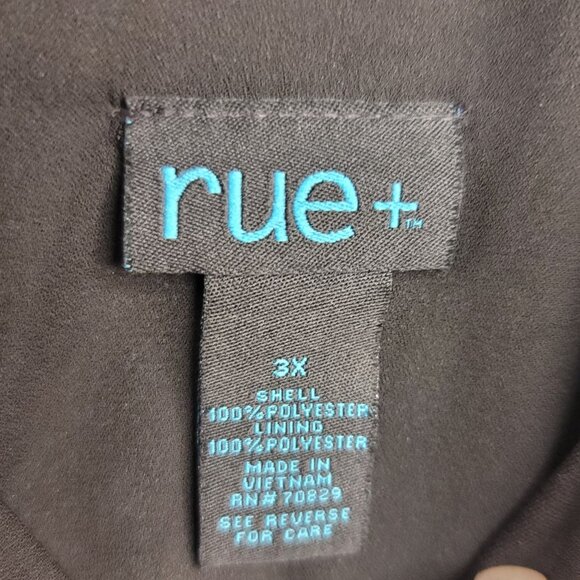 rue+™
3X
SHELL
100% POLYESTER
LINING
100% POLYESTER
MADE IN
VIETNAM
RN# 70829
SEE REVERSE
FOR CARE